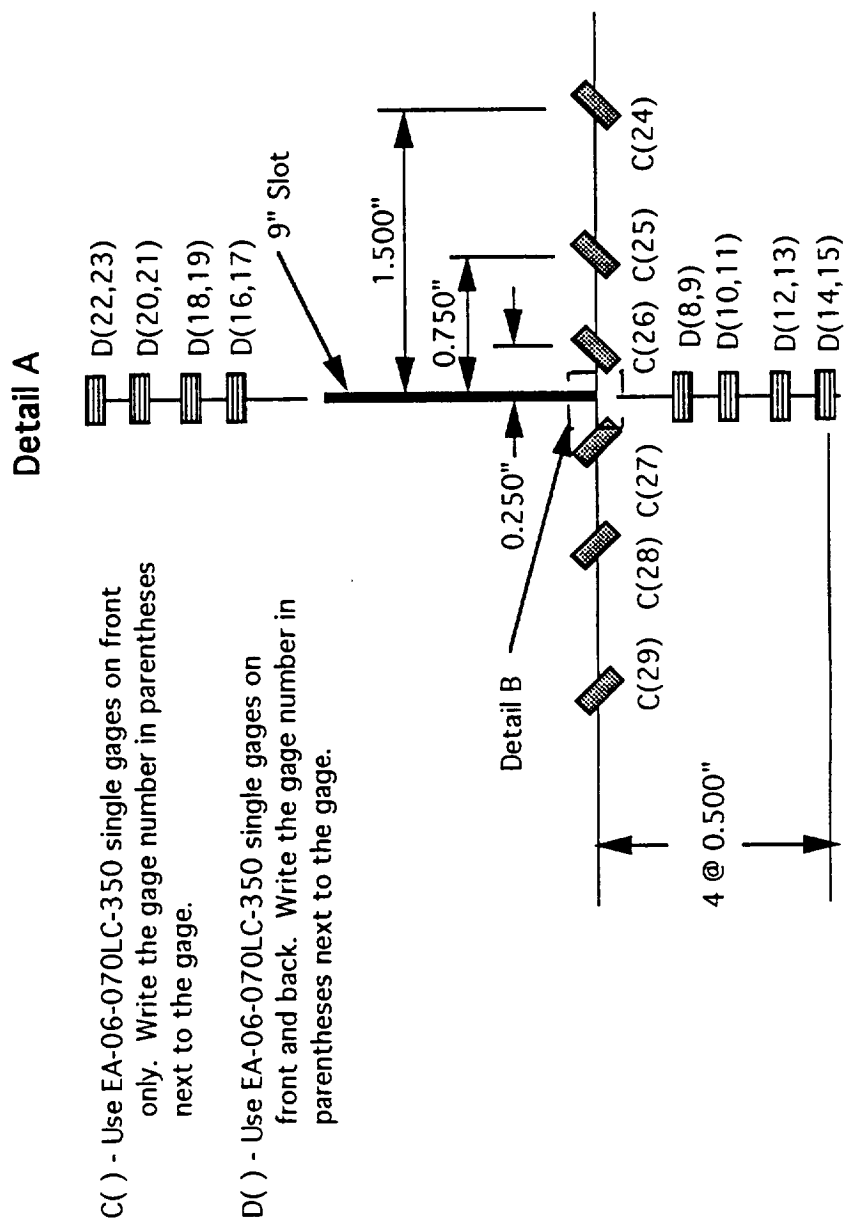 Detail A
C( ) - Use EA-06-070LC-350 single gages on front
only. Write the gage number in parentheses
next to the gage.
D( ) - Use EA-06-070LC-350 single gages on
front and back. Write the gage number in
parentheses next to the gage.
D(22,23)
D(20,21)
D(18,19)
D(16,17)
9" Slot
1.500"
0.750"
0.250"
Detail B
C(29)
C(28)
C(27)
C(26)
C(25)
C(24)
D(8,9)
D(10,11)
D(12,13)
D(14,15)
4 @ 0.500"